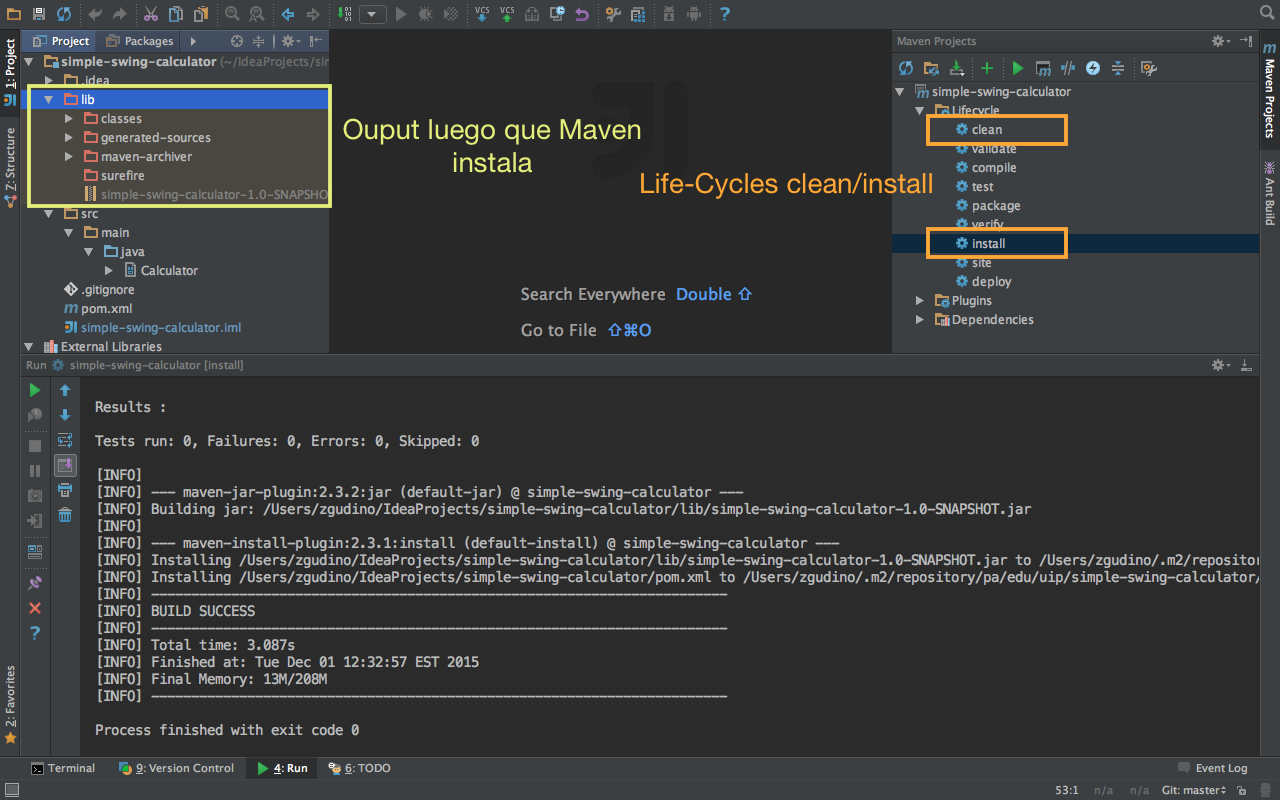 Project
Packages
simple-swing-calculator (~/IdeaProjects/sir
.idea
lib
classes
generated-sources
maven-archiver
surefire
simple-swing-calculator-1.0-SNAPSHO
src
main
java
Calculator
.gitignore
pom.xml
simple-swing-calculator.iml
External Libraries
1: Project
7: Structure
2: Favorites
Ouput luego que Maven
instala
Life-Cycles clean/install
Search Everywhere Double ⇧
Go to File ⇧⌘O
Maven Projects
simple-swing-calculator
Lifecycle
clean
validate
compile
test
package
verify
install
site
deploy
Plugins
Dependencies
Maven Projects
Ant Build
Run simple-swing-calculator [install]
Results :
Tests run: 0, Failures: 0, Errors: 0, Skipped: 0
[INFO]
[INFO] --- maven-jar-plugin:2.3.2:jar (default-jar) @ simple-swing-calculator ---
[INFO] Building jar: /Users/zgudino/IdeaProjects/simple-swing-calculator/lib/simple-swing-calculator-1.0-SNAPSHOT.jar
[INFO]
[INFO] --- maven-install-plugin:2.3.1:install (default-install) @ simple-swing-calculator ---
[INFO] Installing /Users/zgudino/IdeaProjects/simple-swing-calculator/lib/simple-swing-calculator-1.0-SNAPSHOT.jar to /Users/zgudino/.m2/repositor
[INFO] Installing /Users/zgudino/IdeaProjects/simple-swing-calculator/pom.xml to /Users/zgudino/.m2/repository/pa/edu/uip/simple-swing-calculator/
[INFO] ------------------------------------------------------------------------
[INFO] BUILD SUCCESS
[INFO] ------------------------------------------------------------------------
[INFO] Total time: 3.087s
[INFO] Finished at: Tue Dec 01 12:32:57 EST 2015
[INFO] Final Memory: 13M/208M
[INFO] ------------------------------------------------------------------------
Process finished with exit code 0
Terminal
9: Version Control
4: Run
6: TODO
Event Log
53:1 n/a n/a Git: master